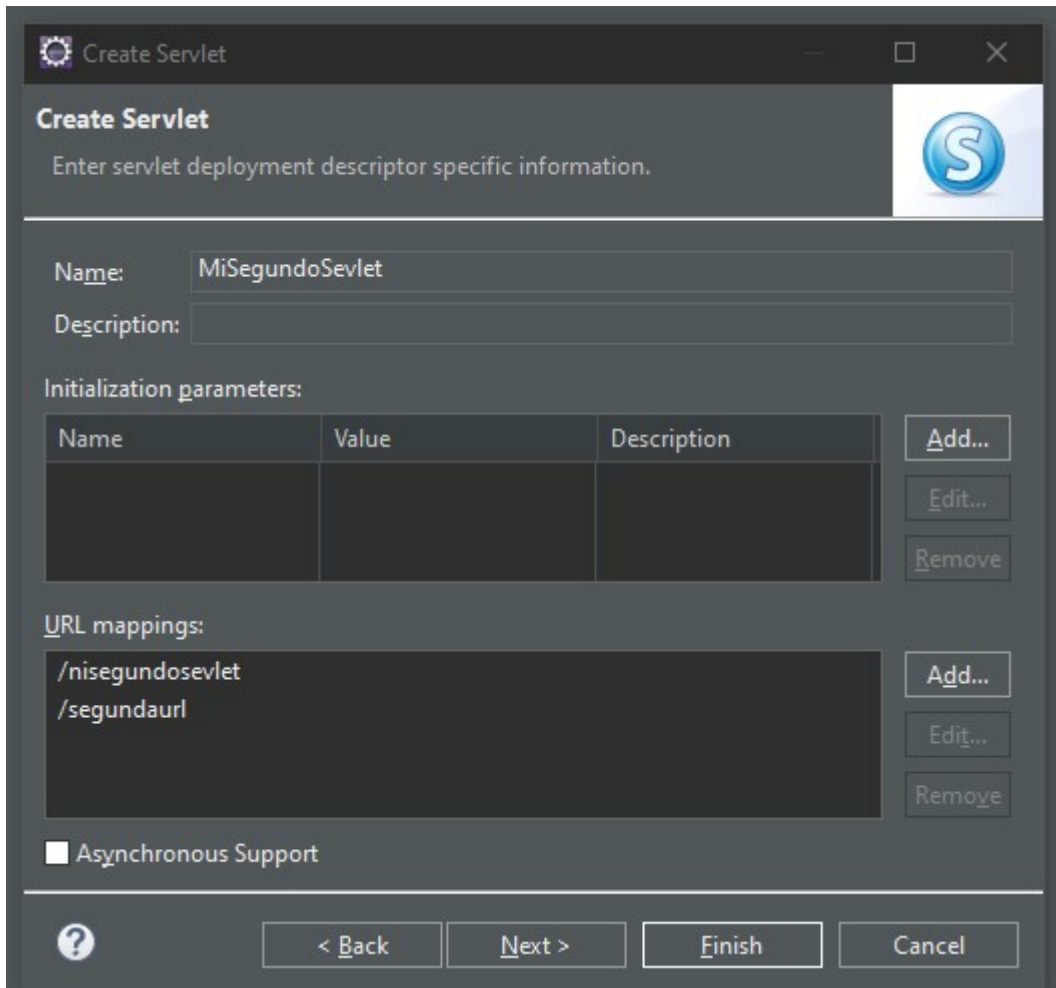 Create Servlet
Create Servlet
Enter servlet deployment descriptor specific information.
Name: MiSegundoSevlet
Description:
Initialization parameters:
Name Value Description
Add...
Edit...
Remove
URL mappings:
/nisegundosevlet
/segundaurl
Add...
Edit...
Remove
Asynchronous Support
< Back Next > Finish Cancel